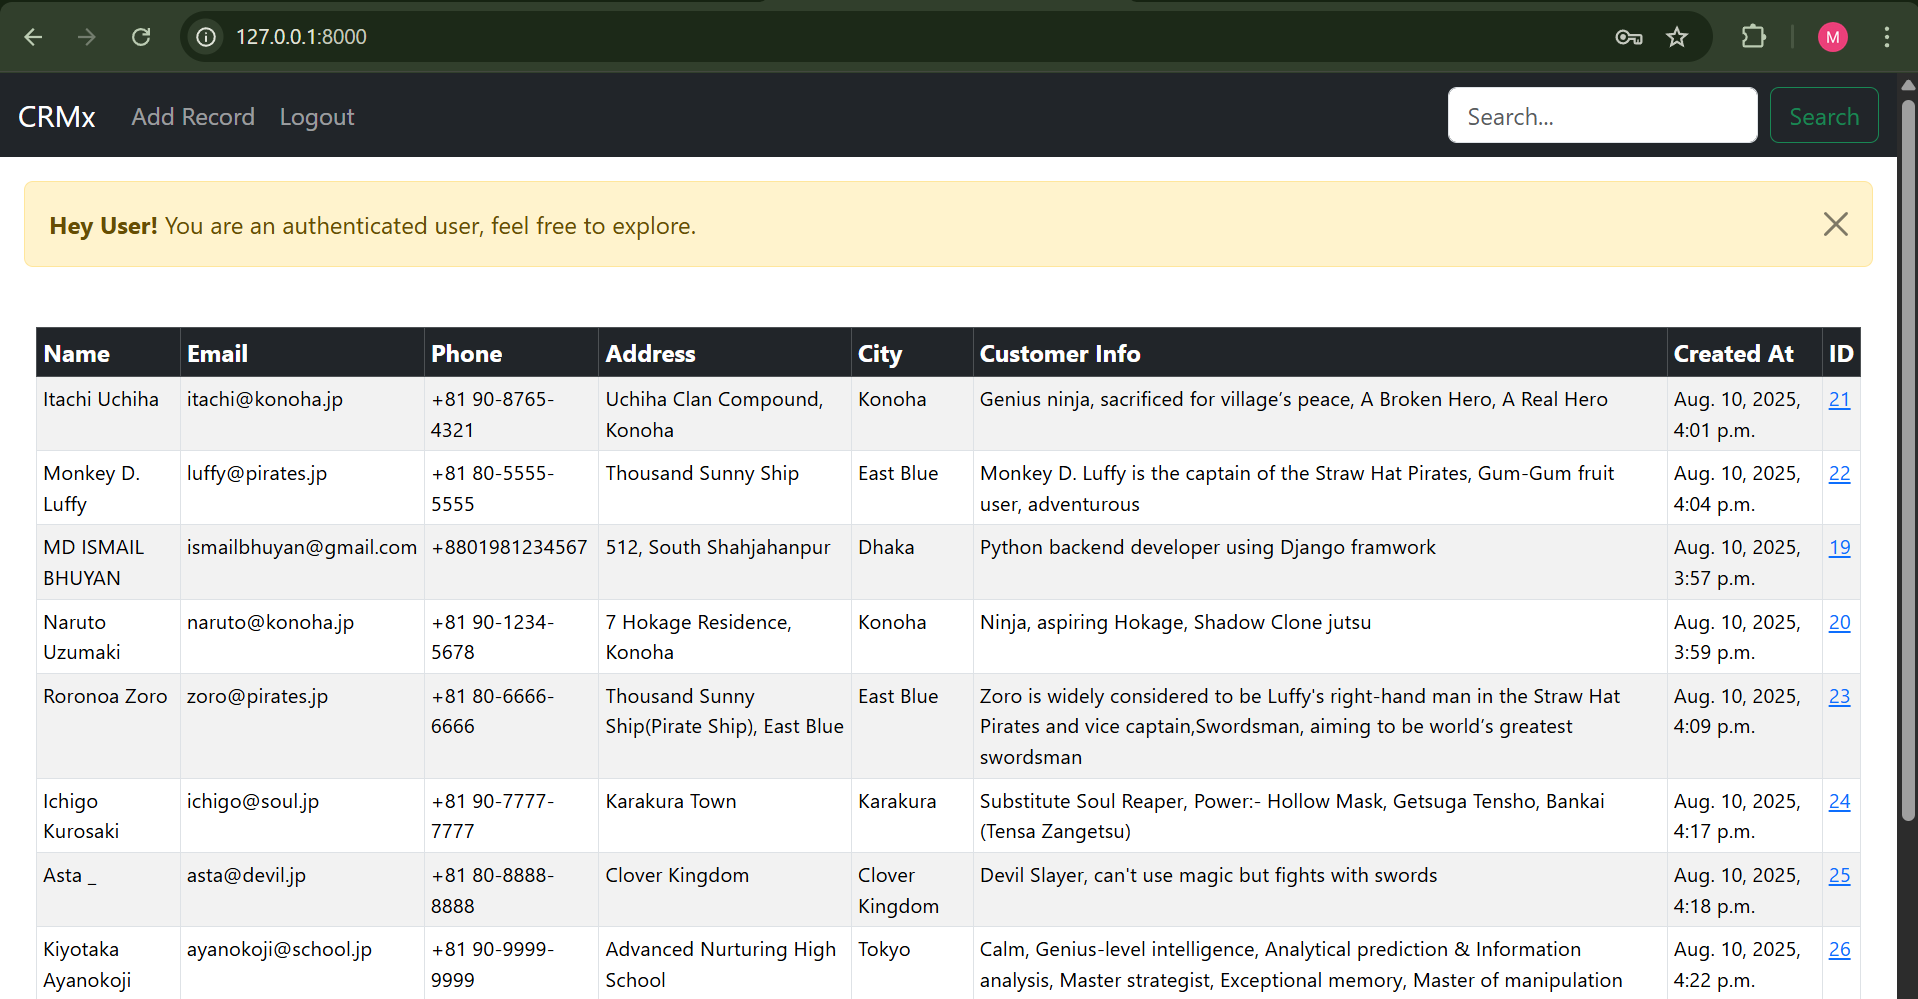 127.0.0.1:8000
M
CRMx Add Record Logout Search... Search
Hey User! You are an authenticated user, feel free to explore.
Name Email Phone Address City Customer Info Created At ID
Itachi Uchiha itachi@konoha.jp +81 90-8765- Uchiha Clan Compound, Konoha Genius ninja, sacrificed for village’s peace, A Broken Hero, A Real Hero Aug. 10, 2025, 21
4321 Konoha 4:01 p.m.
Monkey D. luffy@pirates.jp +81 80-5555- Thousand Sunny Ship East Blue Monkey D. Luffy is the captain of the Straw Hat Pirates, Gum-Gum fruit Aug. 10, 2025, 22
Luffy 5555 user, adventurous 4:04 p.m.
MD ISMAIL ismailbhuyan@gmail.com +8801981234567 512, South Shahjahanpur Dhaka Python backend developer using Django framwork Aug. 10, 2025, 19
BHUYAN 3:57 p.m.
Naruto naruto@konoha.jp +81 90-1234- 7 Hokage Residence, Konoha Ninja, aspiring Hokage, Shadow Clone jutsu Aug. 10, 2025, 20
Uzumaki 5678 Konoha 3:59 p.m.
Roronoa Zoro zoro@pirates.jp +81 80-6666- Thousand Sunny East Blue Zoro is widely considered to be Luffy's right-hand man in the Straw Hat Aug. 10, 2025, 23
6666 Ship(Pirate Ship), East Blue Pirates and vice captain,Swordsman, aiming to be world’s greatest 4:09 p.m.
swordsman
Ichigo ichigo@soul.jp +81 90-7777- Karakura Town Karakura Substitute Soul Reaper, Power:- Hollow Mask, Getsuga Tensho, Bankai Aug. 10, 2025, 24
Kurosaki 7777 (Tensa Zangetsu) 4:17 p.m.
Asta _ asta@devil.jp +81 80-8888- Clover Kingdom Clover Devil Slayer, can't use magic but fights with swords Aug. 10, 2025, 25
8888 Kingdom 4:18 p.m.
Kiyotaka ayanokoji@school.jp +81 90-9999- Advanced Nurturing High Tokyo Calm, Genius-level intelligence, Analytical prediction & Information Aug. 10, 2025, 26
Ayanokoji 9999 School analysis, Master strategist, Exceptional memory, Master of manipulation 4:22 p.m.